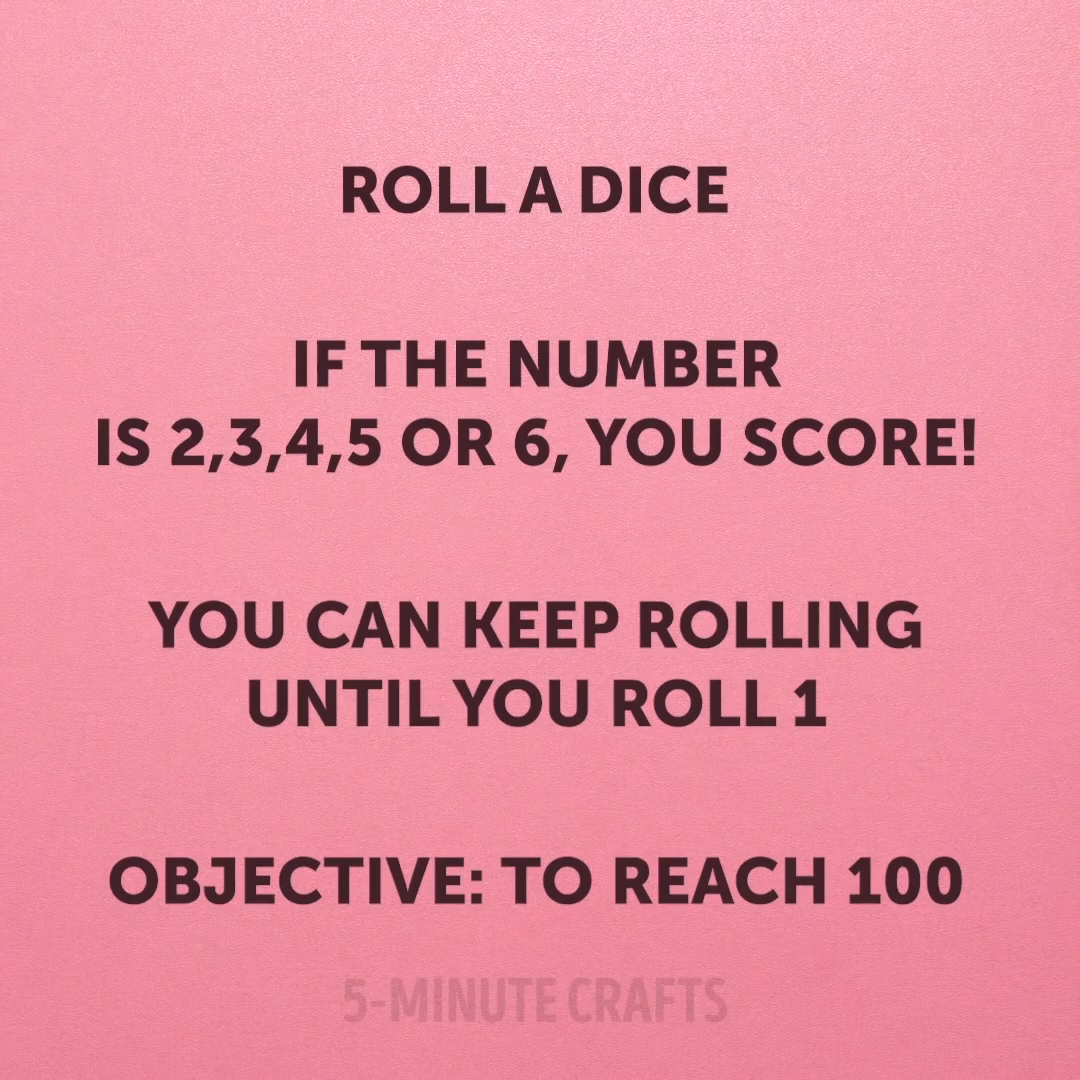 ROLL A DICE
IF THE NUMBER
IS 2,3,4,5 OR 6, YOU SCORE!
YOU CAN KEEP ROLLING
UNTIL YOU ROLL 1
OBJECTIVE: TO REACH 100
5-MINUTE CRAFTS